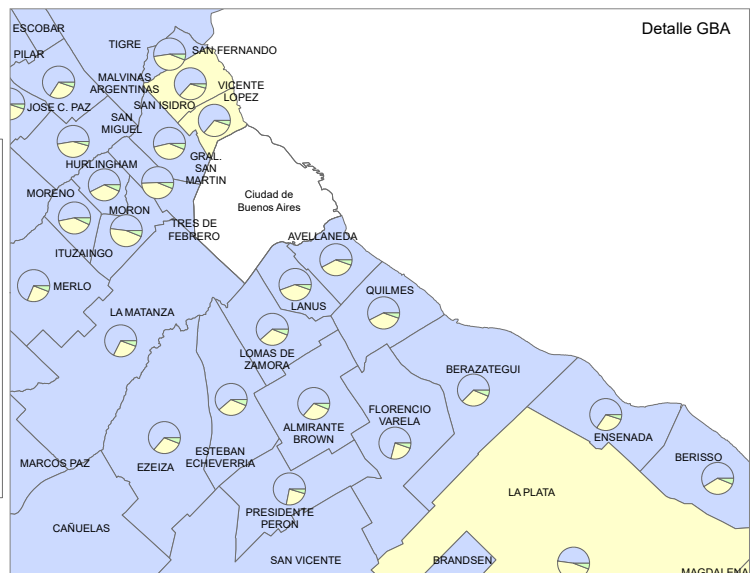 Detalle GBA
ESCOBAR
PILAR
TIGRE
SAN FERNANDO
MALVINAS
ARGENTINAS
VICENTE
LÓPEZ
JOSE C. PAZ
SAN ISIDRO
SAN
MIGUEL
GRAL.
SAN
MARTIN
HURLINGHAM
MORENO
MORON
Ciudad de
Buenos Aires
TRES DE
FEBRERO
AVELLANEDA
ITUZAINGO
MERLO
QUILMES
LANUS
LA MATANZA
LOMAS DE
ZAMORA
BERAZATEGUI
FLORENCIO
VARELA
ALMIRANTE
BROWN
ENSENADA
ESTEBAN
ECHEVERRIA
BERISSO
MARCOS PAZ
EZEIZA
LA PLATA
PRESIDENTE
PERON
CAÑUELAS
SAN VICENTE
BRANDSEN
MAGDALENA